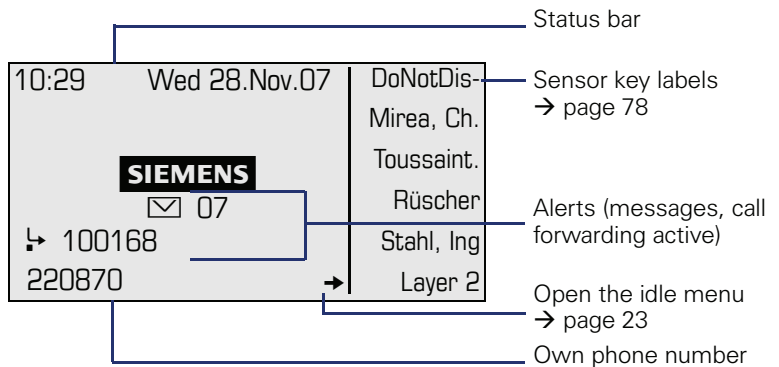 Status bar
10:29 Wed 28.Nov.07 DoNotDis-
Sensor key labels
→ page 78
Mirea, Ch.
Toussaint.
SIEMENS
07
Rüscher
Alerts (messages, call
forwarding active)
100168
Stahl, Ing
220870 → Layer 2
Open the idle menu
→ page 23
Own phone number